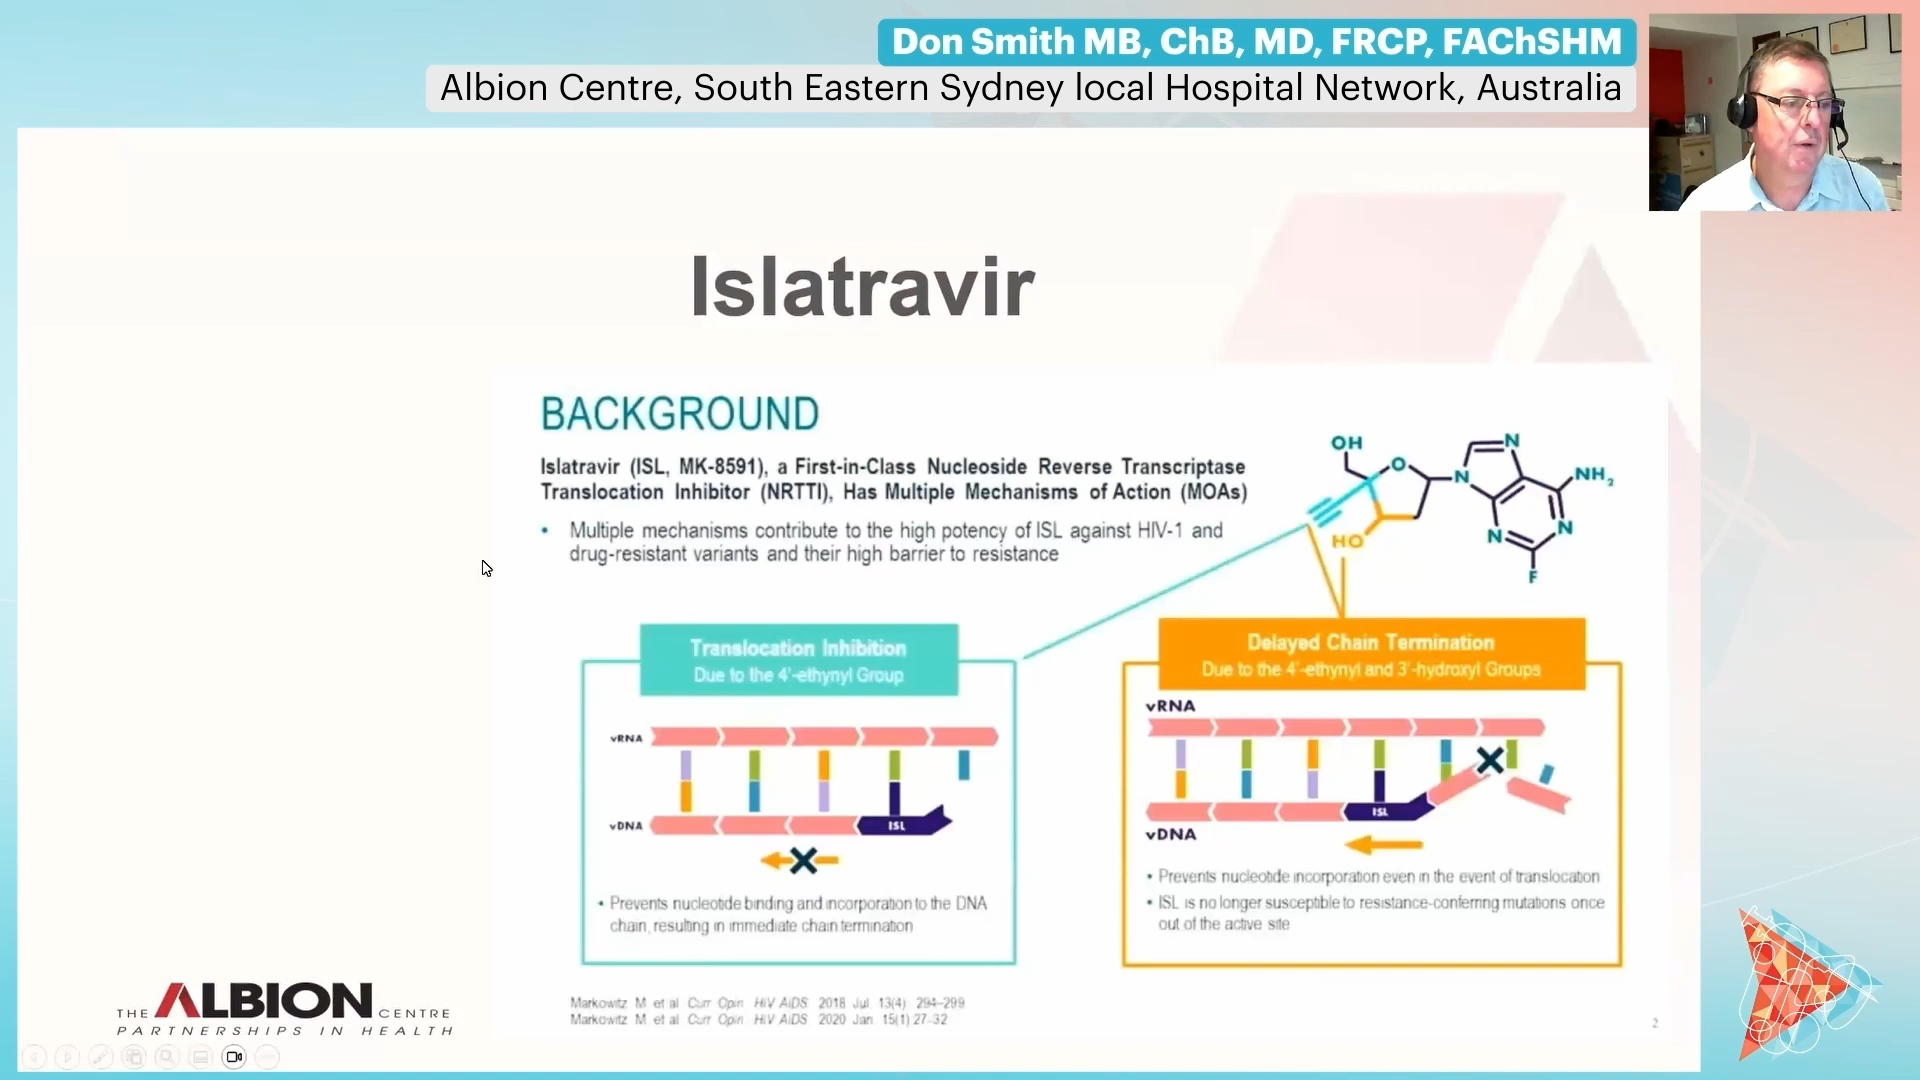 Don Smith MB, ChB, MD, FRCP, FAChSHM
Albion Centre, South Eastern Sydney local Hospital Network, Australia
Islatravir
BACKGROUND
Islatravir (ISL, MK-8591), a First-in-Class Nucleoside Reverse Transcriptase
Translocation Inhibitor (NRTTI), Has Multiple Mechanisms of Action (MOAs)
• Multiple mechanisms contribute to the high potency of ISL against HIV-1 and
drug-resistant variants and their high barrier to resistance
OH
O
N
N
NH2
HO
N
N
F
Translocation Inhibition
Due to the 4'-ethynyl Group
vRNA
vDNA
ISL
• Prevents nucleotide binding and incorporation to the DNA
chain, resulting in immediate chain termination
Delayed Chain Termination
Due to the 4'-ethynyl and 3'-hydroxyl Groups
vRNA
ISL
vDNA
• Prevents nucleotide incorporation even in the event of translocation
• ISL is no longer susceptible to resistance-conferring mutations once
out of the active site
Markowitz M et al Curr Opin HIV AIDS 2018 Jul 13(4) 294-299
Markowitz M et al Curr Opin HIV AIDS 2020 Jan 15(1) 27-32
2
THE ALBION CENTRE
PARTNERSHIPS IN HEALTH